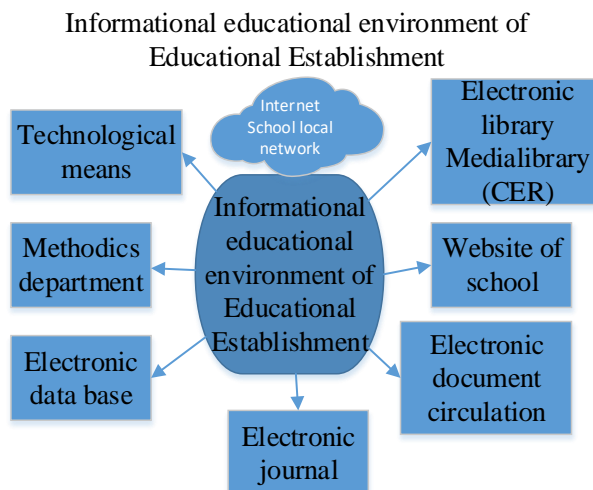 Informational educational environment of
Educational Establishment
Internet
School local
network
Technological
means
Electronic
library
Medialibrary
(CER)
Informational
educational
environment of
Educational
Establishment
Methodics
department
Website of
school
Electronic
data base
Electronic
document
circulation
Electronic
journal